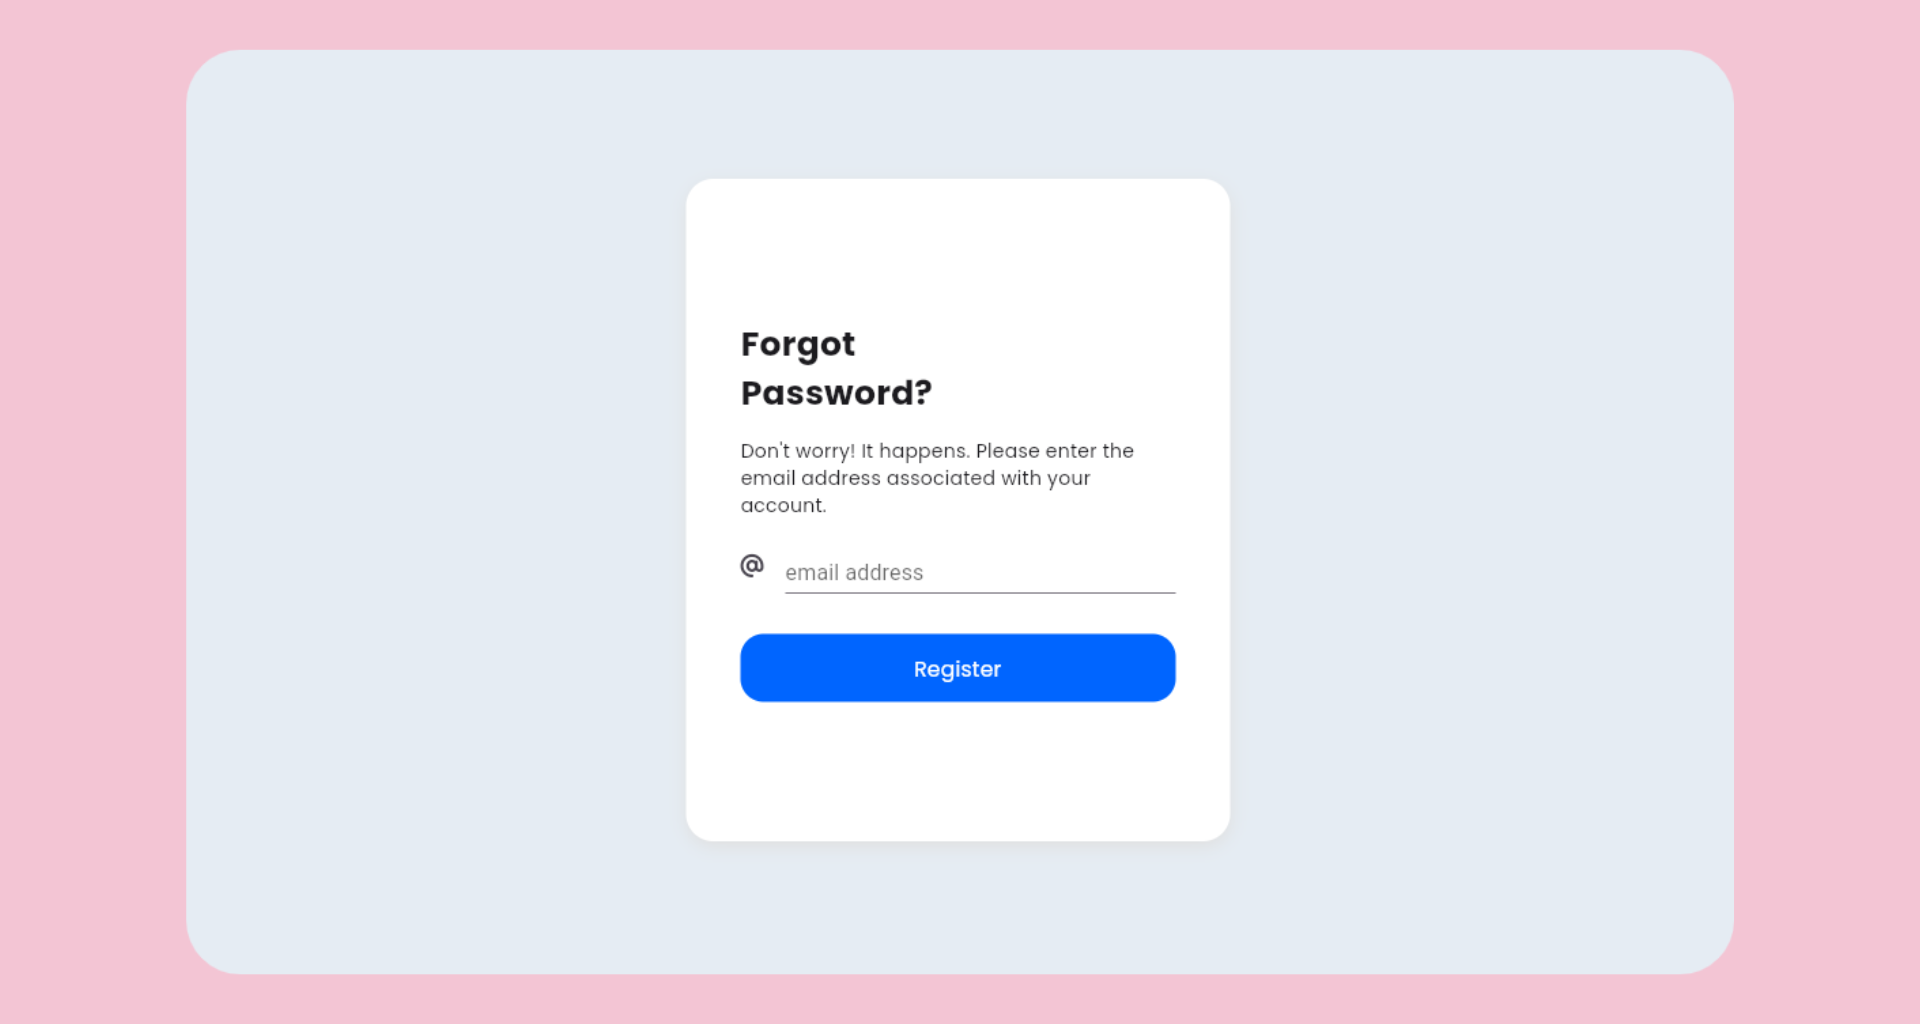 Forgot
Password?
Don't worry! It happens. Please enter the
email address associated with your
account.
@ email address
Register